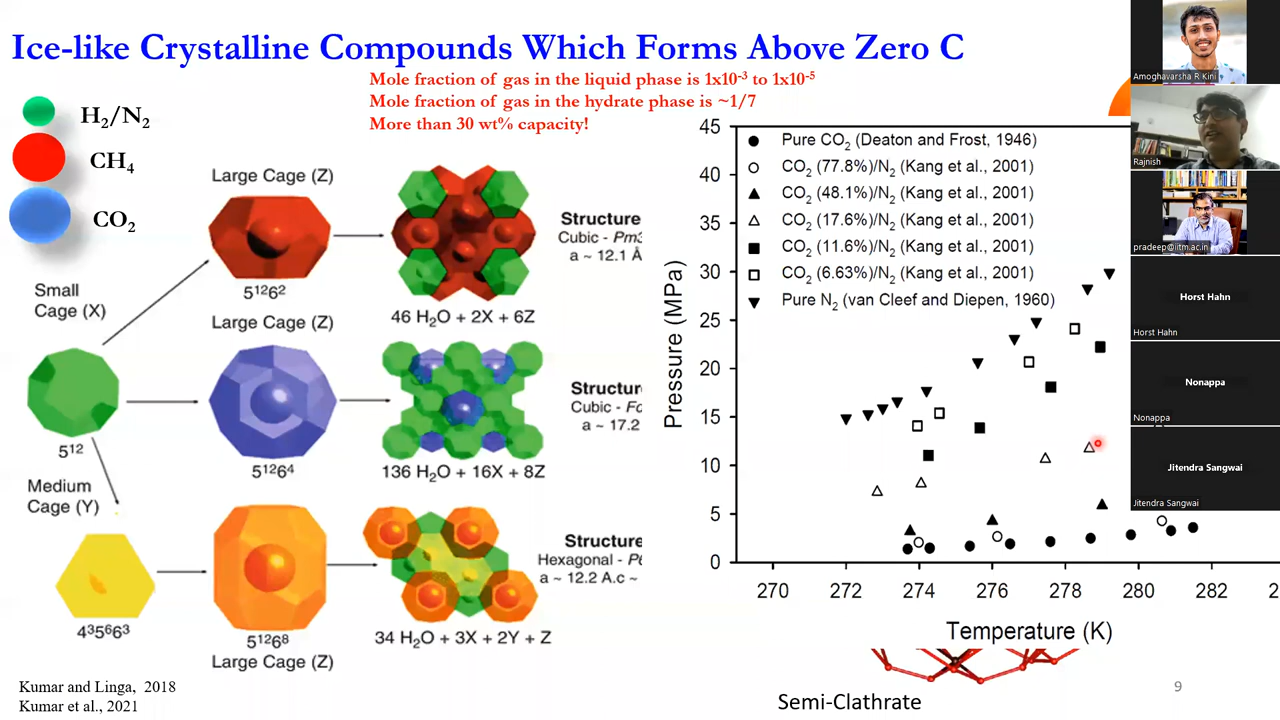 Ice-like Crystalline Compounds Which Forms Above Zero C
Mole fraction of gas in the liquid phase is 1x10⁻³ to 1x10⁻⁵
Mole fraction of gas in the hydrate phase is ~1/7
More than 30 wt% capacity!
H₂/N₂
CH₄
CO₂
Small
Cage (X)
5¹²
Medium
Cage (Y)
4³5⁶6³
Large Cage (Z)
5¹²6²
Large Cage (Z)
5¹²6⁴
5¹²6⁸
Large Cage (Z)
46 H₂O + 2X + 6Z
136 H₂O + 16X + 8Z
34 H₂O + 3X + 2Y + Z
Structure
Cubic - Pm3
a ~ 12.1 Å
Structur
Cubic - Fc
a ~ 17.2
Structure
Hexagonal - P6
a ~ 12.2 A.c ~
Pure CO₂ (Deaton and Frost, 1946)
CO₂ (77.8%)/N₂ (Kang et al., 2001)
CO₂ (48.1%)/N₂ (Kang et al., 2001)
CO₂ (17.6%)/N₂ (Kang et al., 2001)
CO₂ (11.6%)/N₂ (Kang et al., 2001)
CO₂ (6.63%)/N₂ (Kang et al., 2001)
Pure N₂ (van Cleef and Diepen, 1960)
Pressure (MPa)
45
40
35
30
25
20
15
10
5
0
270 272 274 276 278 280 282 2
Temperature (K)
Semi-Clathrate
Kumar and Linga, 2018
Kumar et al., 2021
9
Amoghavarsha R Kini
Rajnish
pradeep@iitm.ac.in
Horst Hahn
Horst Hahn
Nonappa
Nonappa
Jitendra Sangwai
Jitendra Sangwai